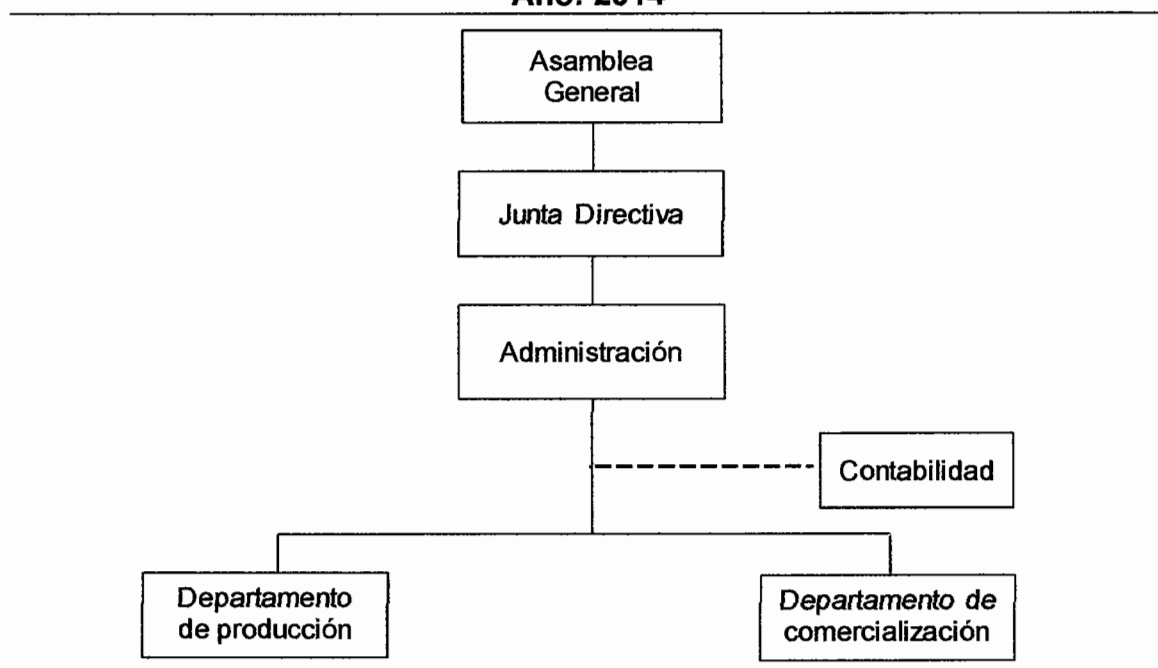 Asamblea
General
Junta Directiva
Administración
Contabilidad
Departamento
de producción
Departamento de
comercialización